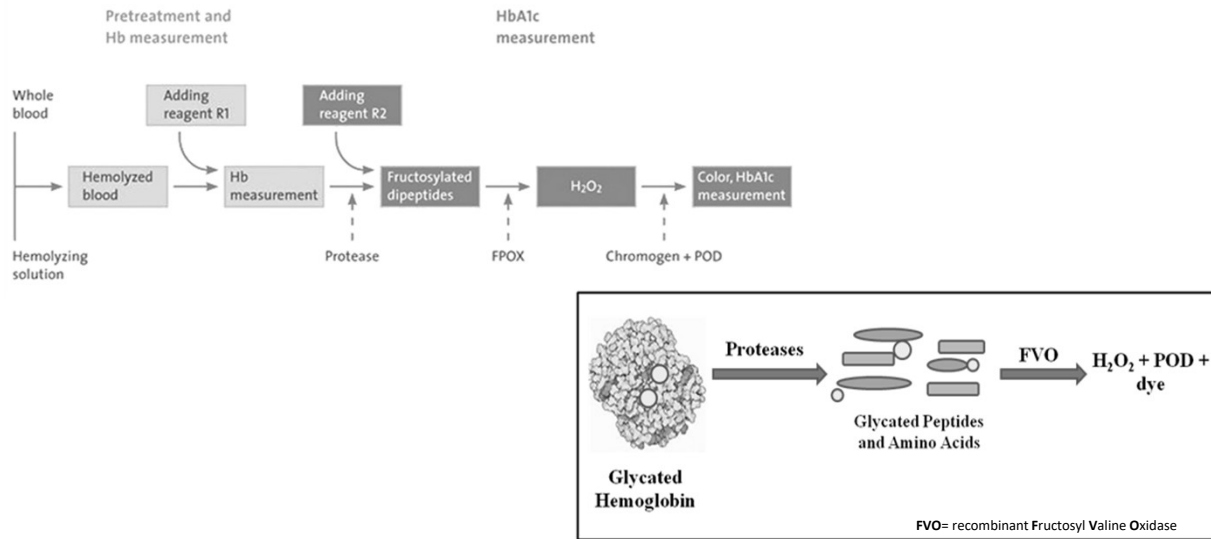 Pretreatment and
Hb measurement
HbA1c
measurement
Whole
blood
Adding
reagent R1
Adding
reagent R2
Hemolyzed
blood
Hb
measurement
Fructosylated
dipeptides
H₂O₂
Color, HbA1c
measurement
Hemolyzing
solution
Protease
FPOX
Chromogen + POD
Proteases
FVO
H₂O₂ + POD +
dye
Glycated Peptides
and Amino Acids
Glycated
Hemoglobin
FVO= recombinant Fructosyl Valine Oxidase